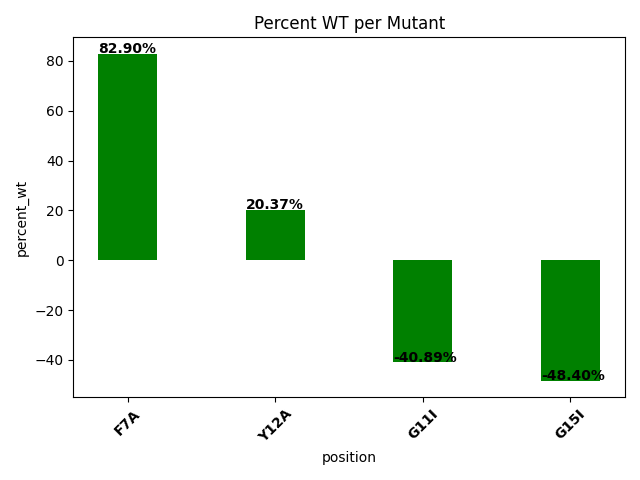 Percent WT per Mutant
82.90%
80
60
40
20.37%
20
0
−20
-40.89%
−40
-48.40%
percent_wt
F7A
Y12A
G11I
G15I
position